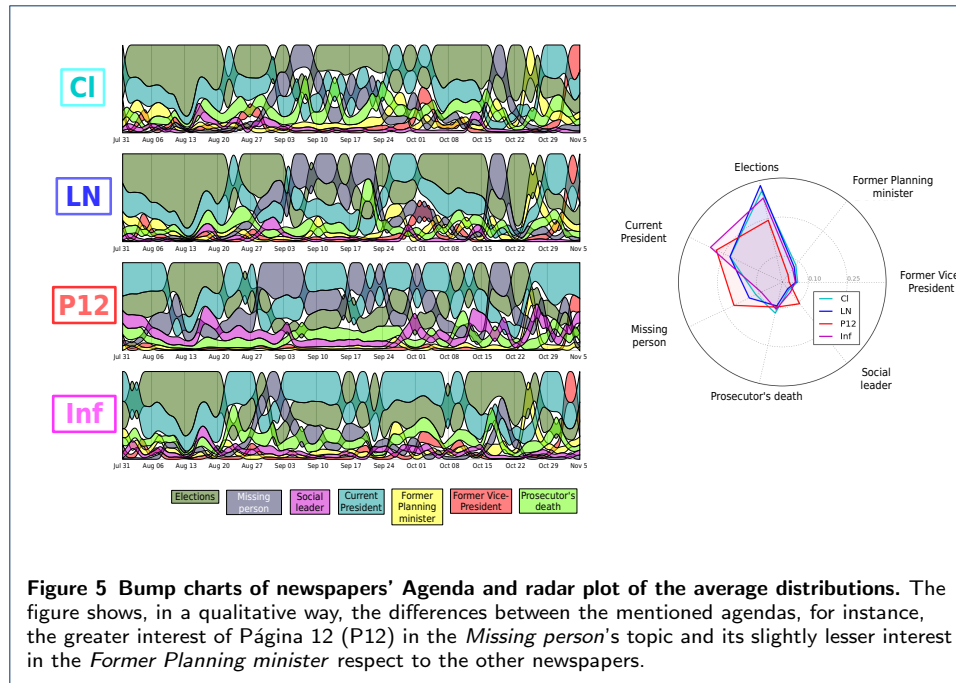 Cl
Jul 31 Aug 06 Aug 13 Aug 20 Aug 27 Sep 03 Sep 10 Sep 17 Sep 24 Oct 01 Oct 08 Oct 15 Oct 22 Oct 29 Nov 5
LN
Jul 31 Aug 06 Aug 13 Aug 20 Aug 27 Sep 03 Sep 10 Sep 17 Sep 24 Oct 01 Oct 08 Oct 15 Oct 22 Oct 29 Nov 5
P12
Jul 31 Aug 06 Aug 13 Aug 20 Aug 27 Sep 03 Sep 10 Sep 17 Sep 24 Oct 01 Oct 08 Oct 15 Oct 22 Oct 29 Nov 5
Inf
Jul 31 Aug 06 Aug 13 Aug 20 Aug 27 Sep 03 Sep 10 Sep 17 Sep 24 Oct 01 Oct 08 Oct 15 Oct 22 Oct 29 Nov 5
Elections
Missing
person
Social
leader
Current
President
Former
Planning
minister
Former Vice-
President
Prosecutor's
death
Elections
Former Planning
minister
Current
President
Former Vice
President
0.10 0.25
Cl
LN
P12
Inf
Missing
person
Social
leader
Prosecutor's death
Figure 5 Bump charts of newspapers' Agenda and radar plot of the average distributions. The
figure shows, in a qualitative way, the differences between the mentioned agendas, for instance,
the greater interest of Página 12 (P12) in the Missing person's topic and its slightly lesser interest
in the Former Planning minister respect to the other newspapers.